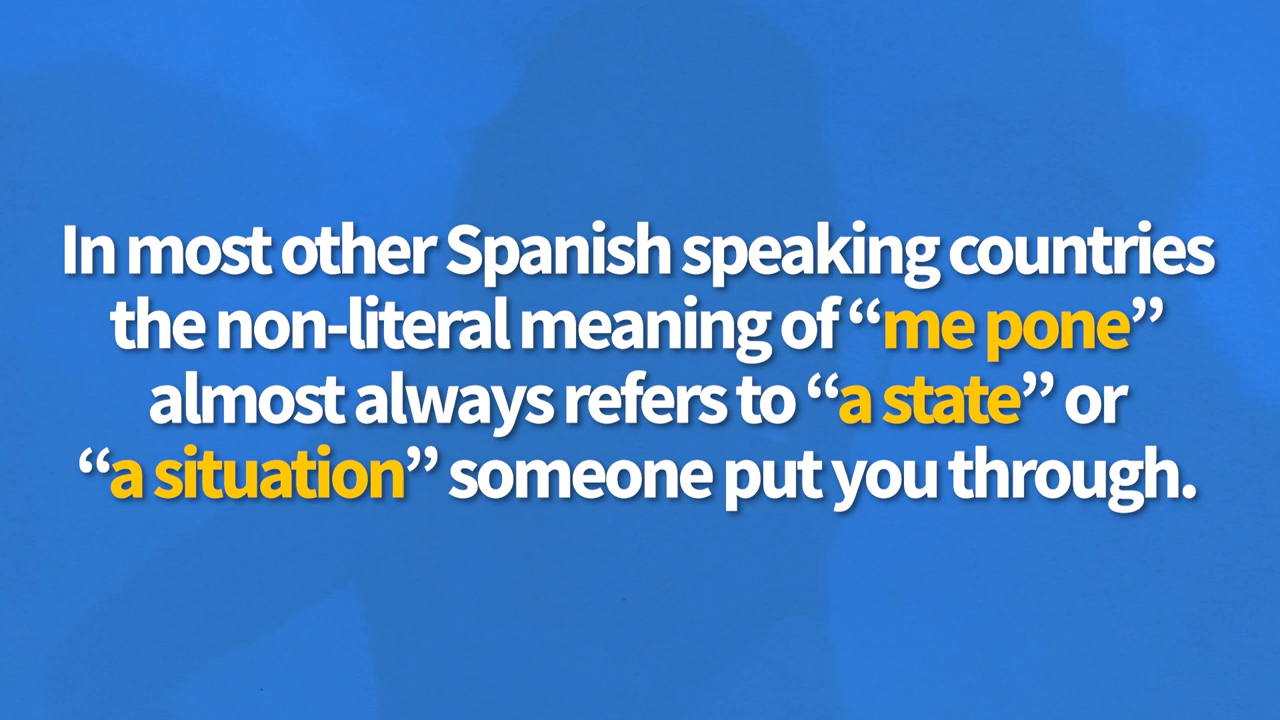 In most other Spanish speaking countries
the non-literal meaning of “me pone”
almost always refers to “a state” or
“a situation” someone put you through.